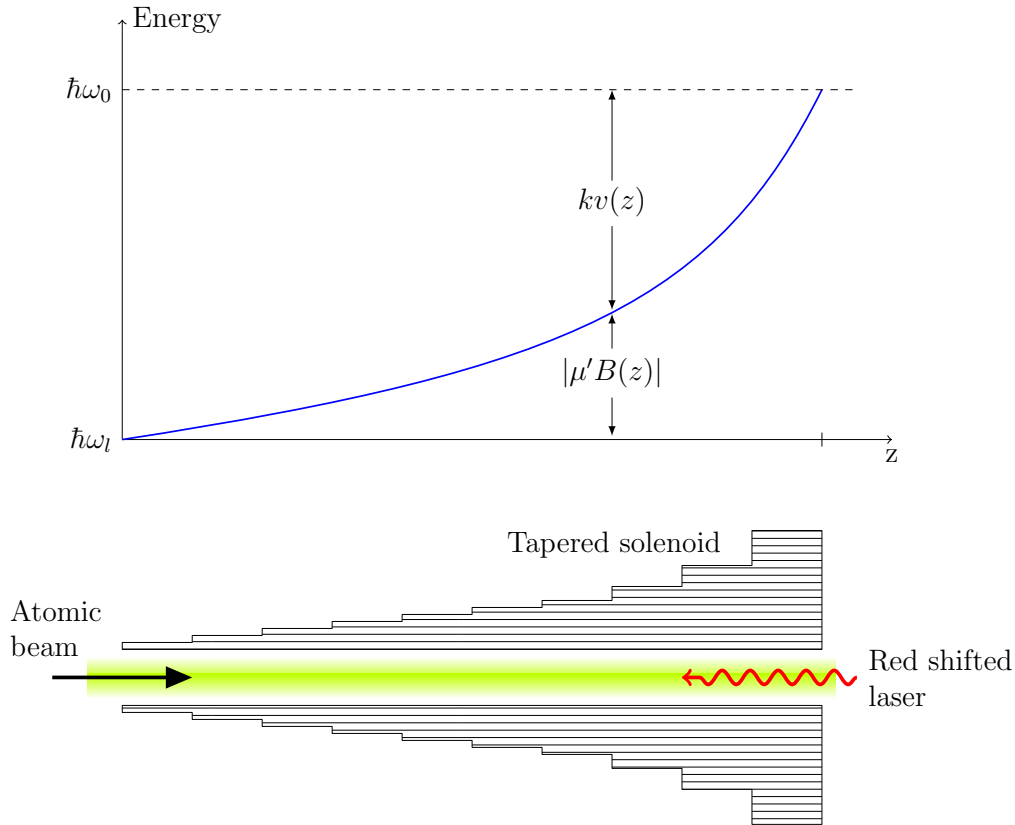 Energy
ħω₀
kv(z)
|μ′B(z)|
ħωₗ
z
Tapered solenoid
Atomic
beam
Red shifted
laser